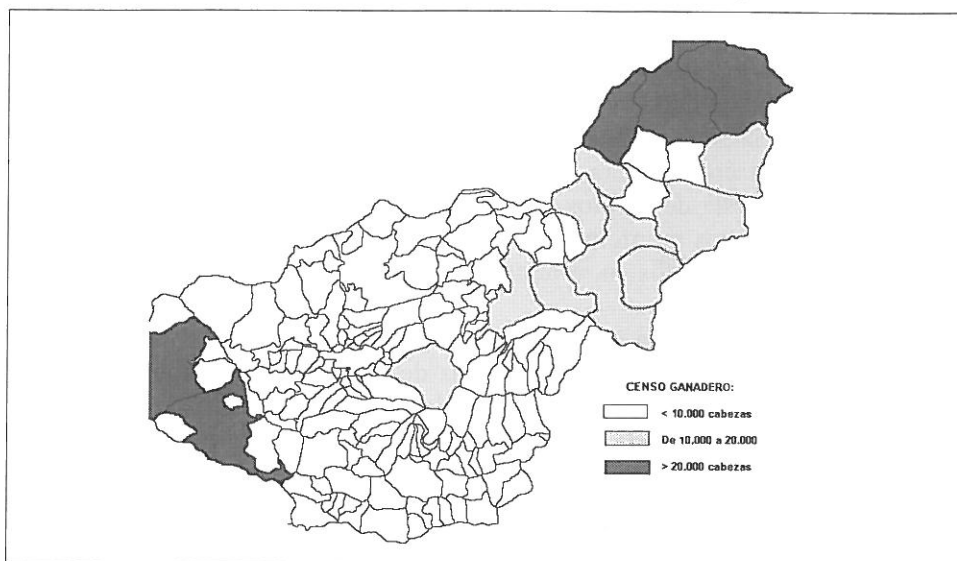 CENSO GANADERO:
< 10.000 cabezas
De 10,000 a 20.000
> 20.000 cabezas